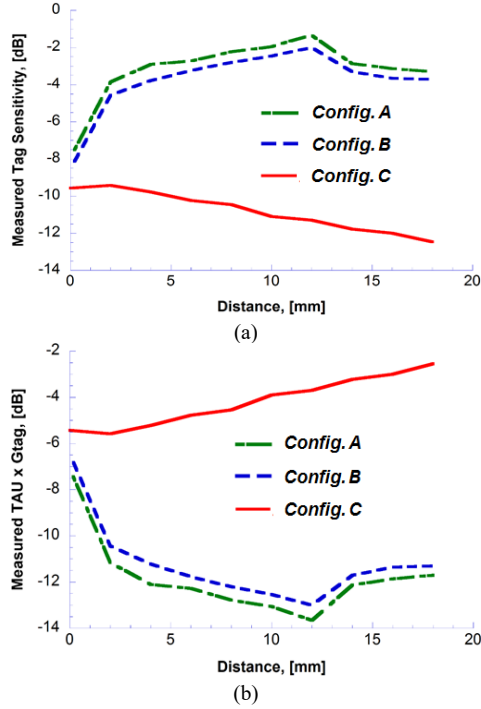 Measured Tag Sensitivity, [dB]
0
-2
-4
-6
-8
-10
-12
-14
Config. A
Config. B
Config. C
0
5
10
15
20
Distance, [mm]
(a)
Measured TAU x Gtag, [dB]
-2
-4
-6
-8
-10
-12
-14
Config. A
Config. B
Config. C
0
5
10
15
20
Distance, [mm]
(b)